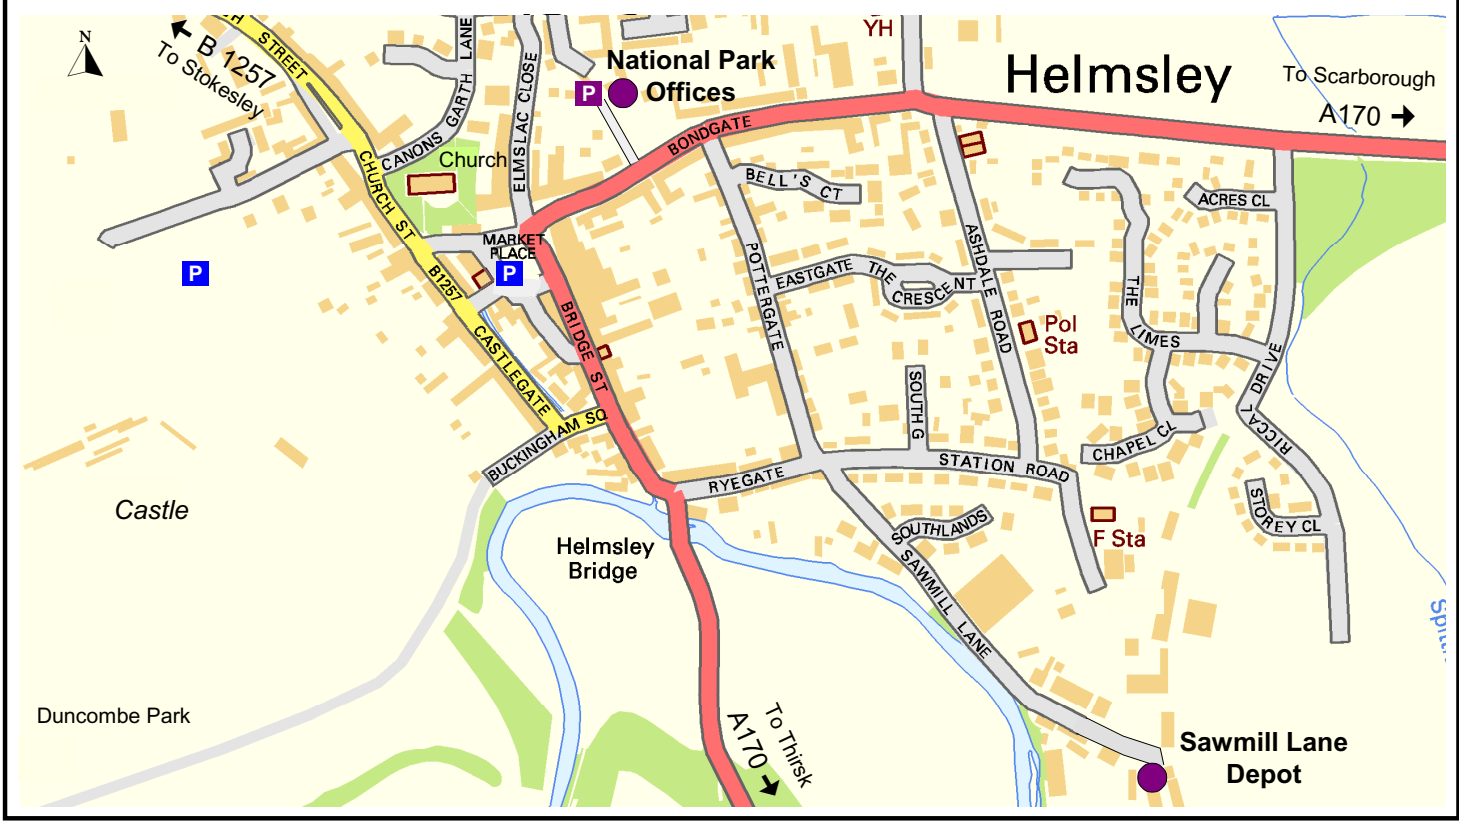 N
B 1257
To Stokesley
STREET
CANONS GARTH LANE
ELMSLAC CLOSE
National Park
Offices
P
YH
Helmsley
To Scarborough
A170
BONDGATE
Church
CHURCH ST
BELL'S CT
ACRES CL
MARKET
PLACE
P
P
B1257
POTTERGATE
EASTGATE
THE
CRESCENT
ASHDALE ROAD
THE
LIMES
Pol
Sta
BRIDGE ST
CASTLEGATE
RICCAL DRIVE
SOUTH G
BUCKINGHAM SQ
CHAPEL CL
RYEGATE
STATION ROAD
STOREY CL
Castle
SOUTHLANDS
F Sta
Helmsley
Bridge
SAWMILL LANE
Duncombe Park
To Thirsk
A170
Sawmill Lane
Depot